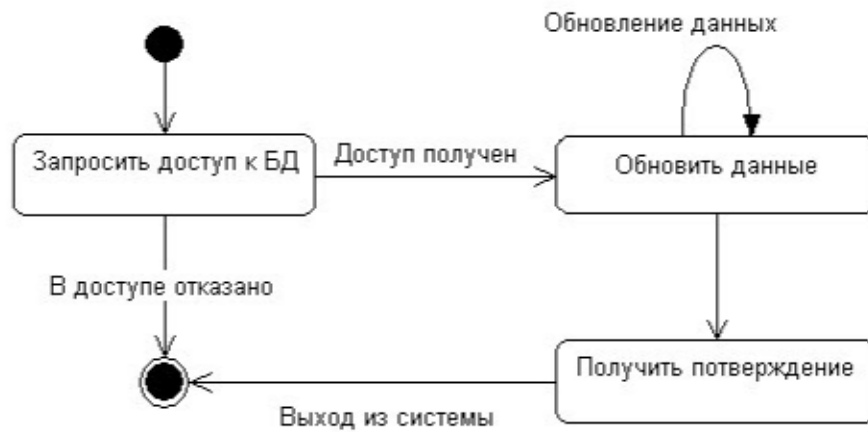 Обновление данных
Запросить доступ к БД
Доступ получен
Обновить данные
В доступе отказано
Получить потверждение
Выход из системы